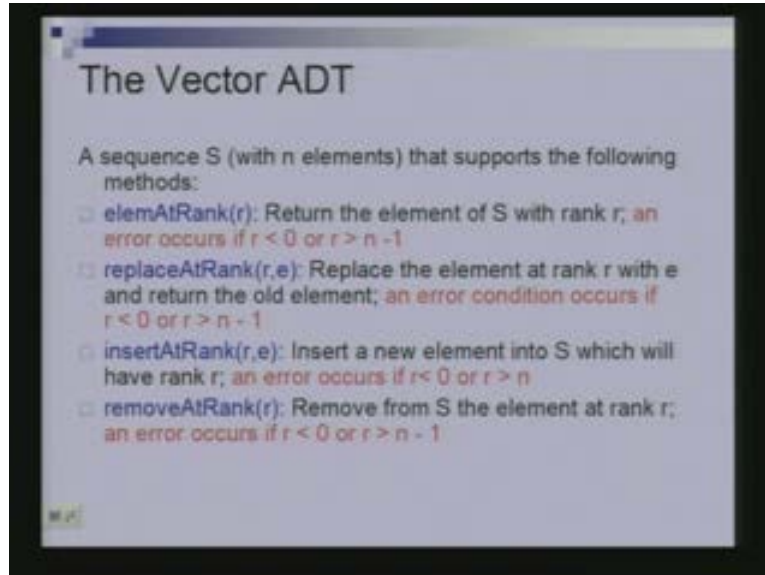 The Vector ADT
A sequence S (with n elements) that supports the following
methods:
elemAtRank(r): Return the element of S with rank r; an
error occurs if r < 0 or r > n -1
replaceAtRank(r,e): Replace the element at rank r with e
and return the old element; an error condition occurs if
r < 0 or r > n - 1
insertAtRank(r,e): Insert a new element into S which will
have rank r; an error occurs if r< 0 or r > n
removeAtRank(r): Remove from S the element at rank r;
an error occurs if r < 0 or r > n - 1